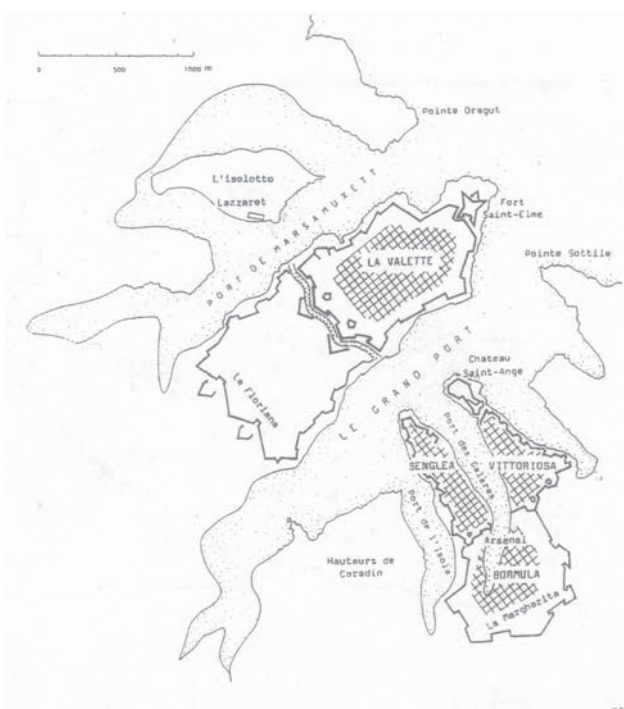 0 500 1000 m
Pointe Dragut
L'isolotto
Lazzaret
PORT DE MARSAMUXETT
Fort
Saint-Elme
LA VALETTE
Pointe Sottile
La Floriana
LE GRAND PORT
Chateau
Saint-Ange
Port des Galères
SENGLEA
VITTORIOSA
Port de l'Isola
Arsenal
Hauteurs de
Coradin
BORMULA
La Margherita